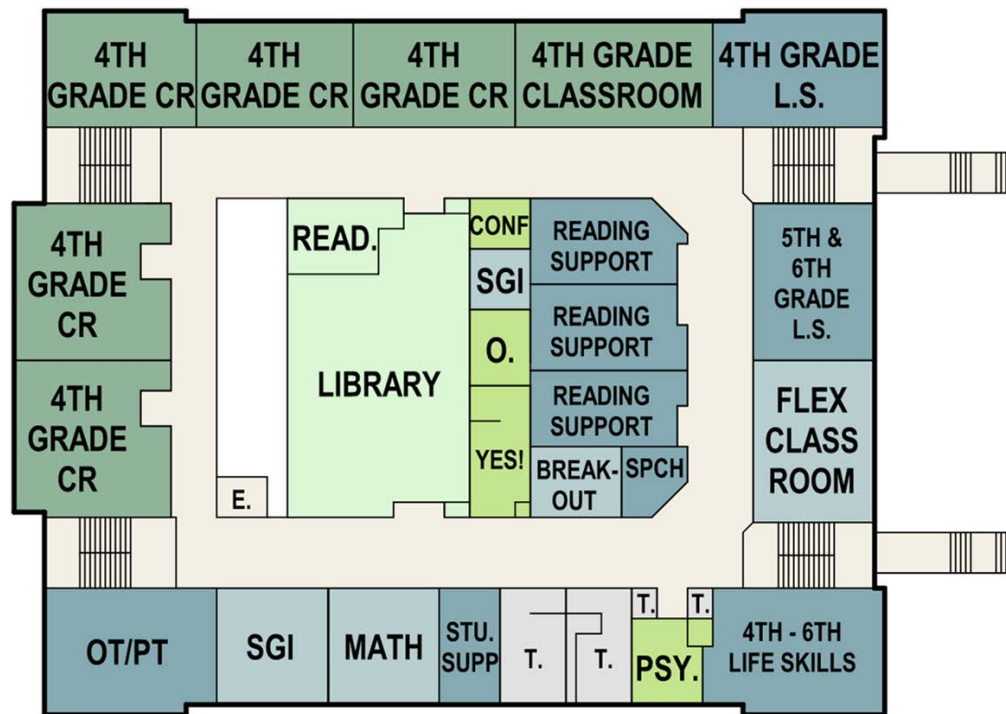 4TH
GRADE CR
4TH
GRADE CR
4TH
GRADE CR
4TH GRADE
CLASSROOM
4TH GRADE
L.S.
READ.
CONF
READING
SUPPORT
4TH
GRADE
CR
SGI
5TH &
6TH
GRADE
L.S.
O.
READING
SUPPORT
LIBRARY
4TH
GRADE
CR
READING
SUPPORT
FLEX
CLASS
ROOM
YES!
BREAK-
OUT
SPCH
E.
OT/PT
SGI
MATH
STU.
SUPP
T.
T.
T.
T.
PSY.
4TH - 6TH
LIFE SKILLS